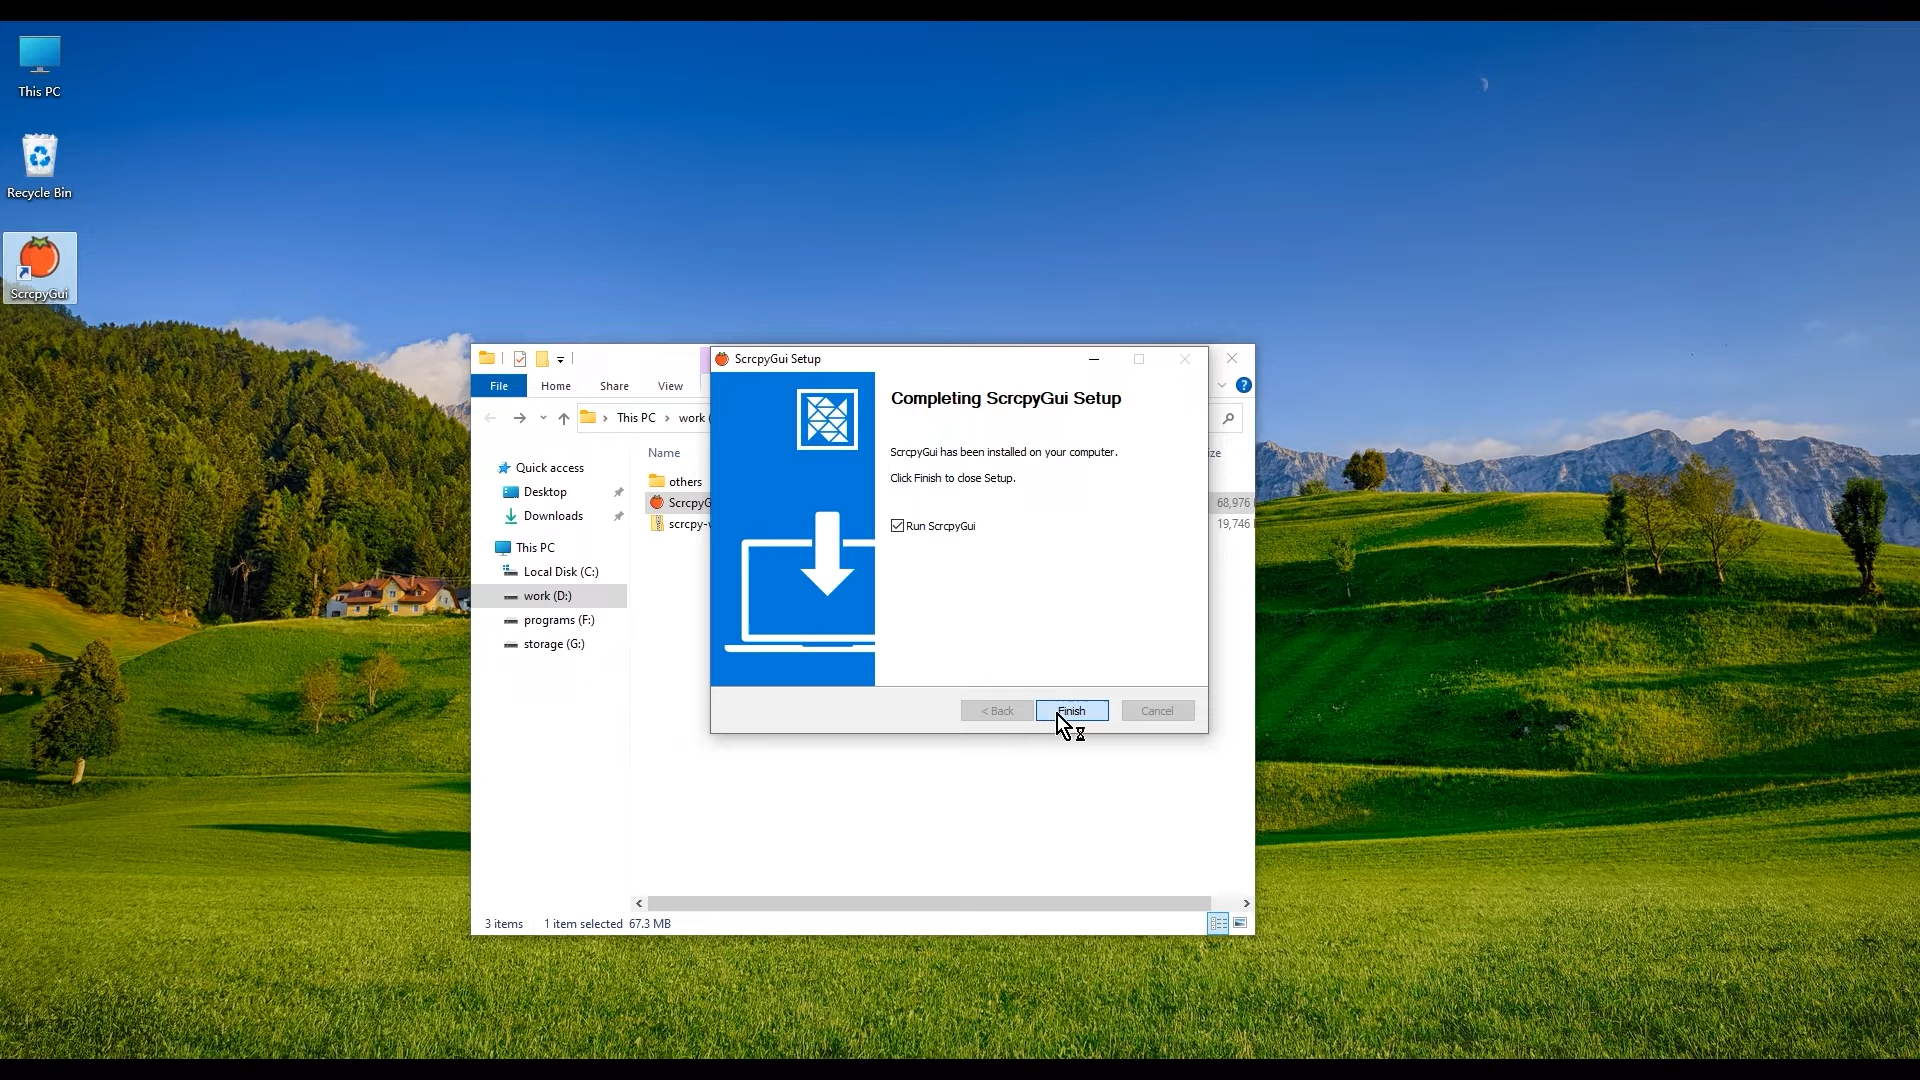 This PC
Recycle Bin
ScrcpyGui
File
Home
Share
View
?
This PC
work (
Name
ize
Quick access
Desktop
Downloads
This PC
Local Disk (C:)
work (D:)
programs (F:)
storage (G:)
others
ScrcpyG
scrcpy-
68,976
19,746
3 items
1 item selected 67.3 MB
ScrcpyGui Setup
Completing ScrcpyGui Setup
ScrcpyGui has been installed on your computer.
Click Finish to close Setup.
Run ScrcpyGui
< Back
Finish
Cancel